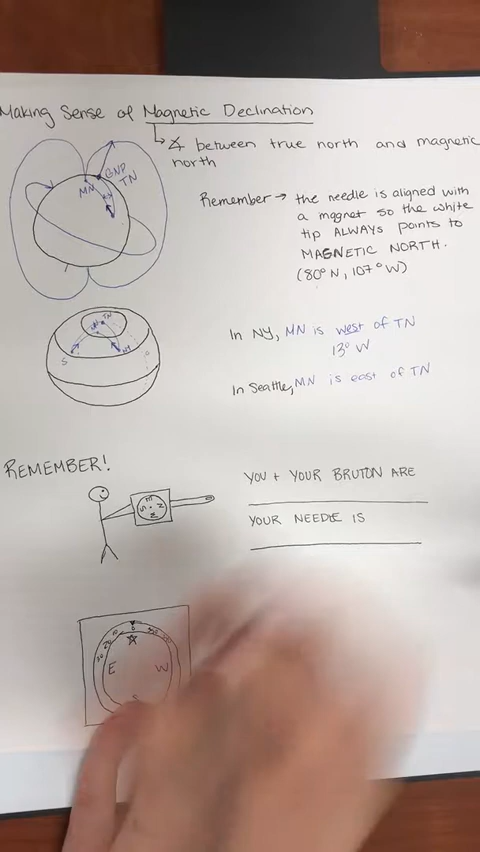 Making Sense of Magnetic Declination
∡ between true north and magnetic
north
GNP
MN
TN
Remember → the needle is aligned with
a magnet so the white
tip ALWAYS points to
MAGNETIC NORTH.
(80° N, 107° W)
TN
MN
S
NY
In NY, MN is west of TN
13° W
In Seattle, MN is east of TN
REMEMBER!
YOU + YOUR BRUTON ARE
YOUR NEEDLE IS
E
W